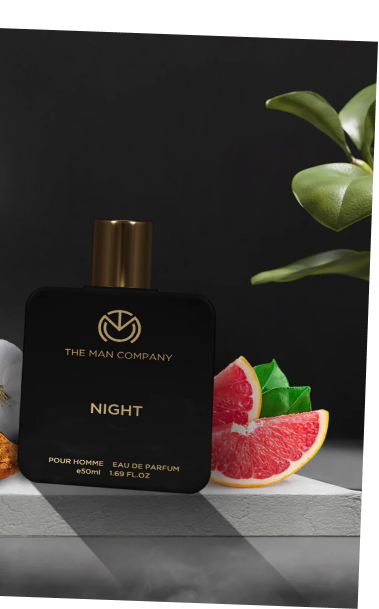 THE MAN COMPANY
NIGHT
POUR HOMME EAU DE PARFUM
e50ml 1.69 FL.OZ